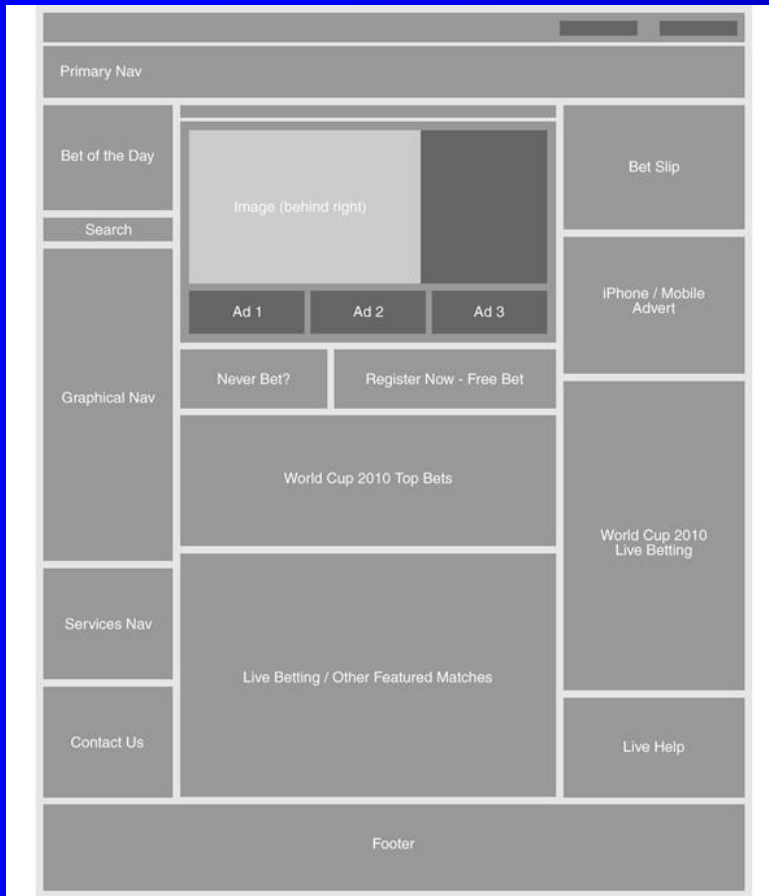 Primary Nav
Bet of the Day
Search
Graphical Nav
Services Nav
Contact Us
Image (behind right)
Ad 1
Ad 2
Ad 3
Never Bet?
Register Now - Free Bet
World Cup 2010 Top Bets
Live Betting / Other Featured Matches
Bet Slip
iPhone / Mobile
Advert
World Cup 2010
Live Betting
Live Help
Footer